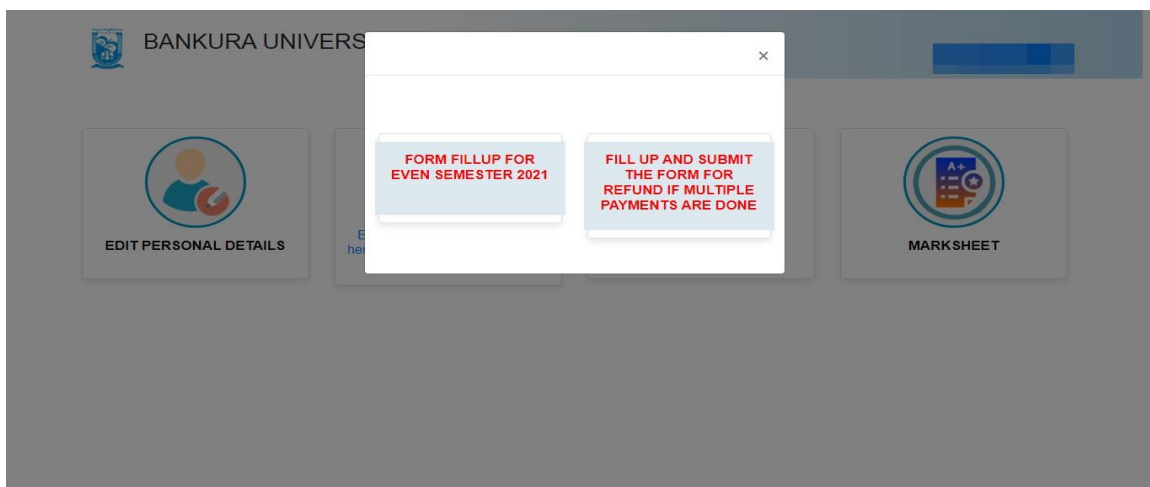 BANKURA UNIVERS
×
FORM FILLUP FOR
EVEN SEMESTER 2021
FILL UP AND SUBMIT
THE FORM FOR
REFUND IF MULTIPLE
PAYMENTS ARE DONE
A+
EDIT PERSONAL DETAILS
MARKSHEET